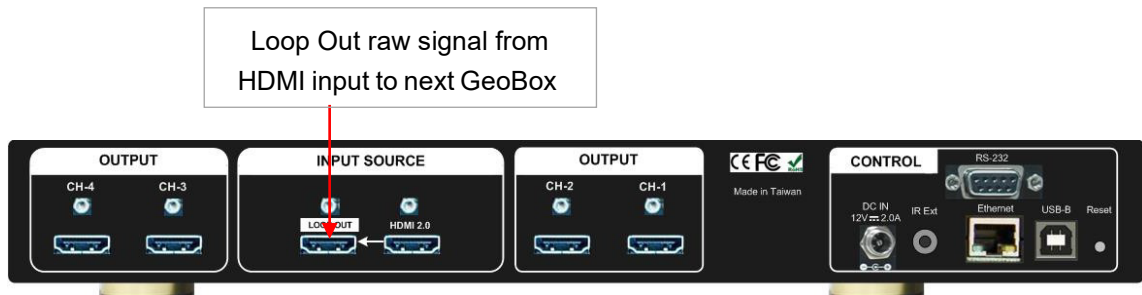 Loop Out raw signal from
HDMI input to next GeoBox
OUTPUT
CH-4
CH-3
INPUT SOURCE
LOOP OUT
HDMI 2.0
OUTPUT
CH-2
CH-1
CE FC RoHS
Made in Taiwan
CONTROL
RS-232
DC IN
12V 2.0A
IR Ext
Ethernet
USB-B
Reset